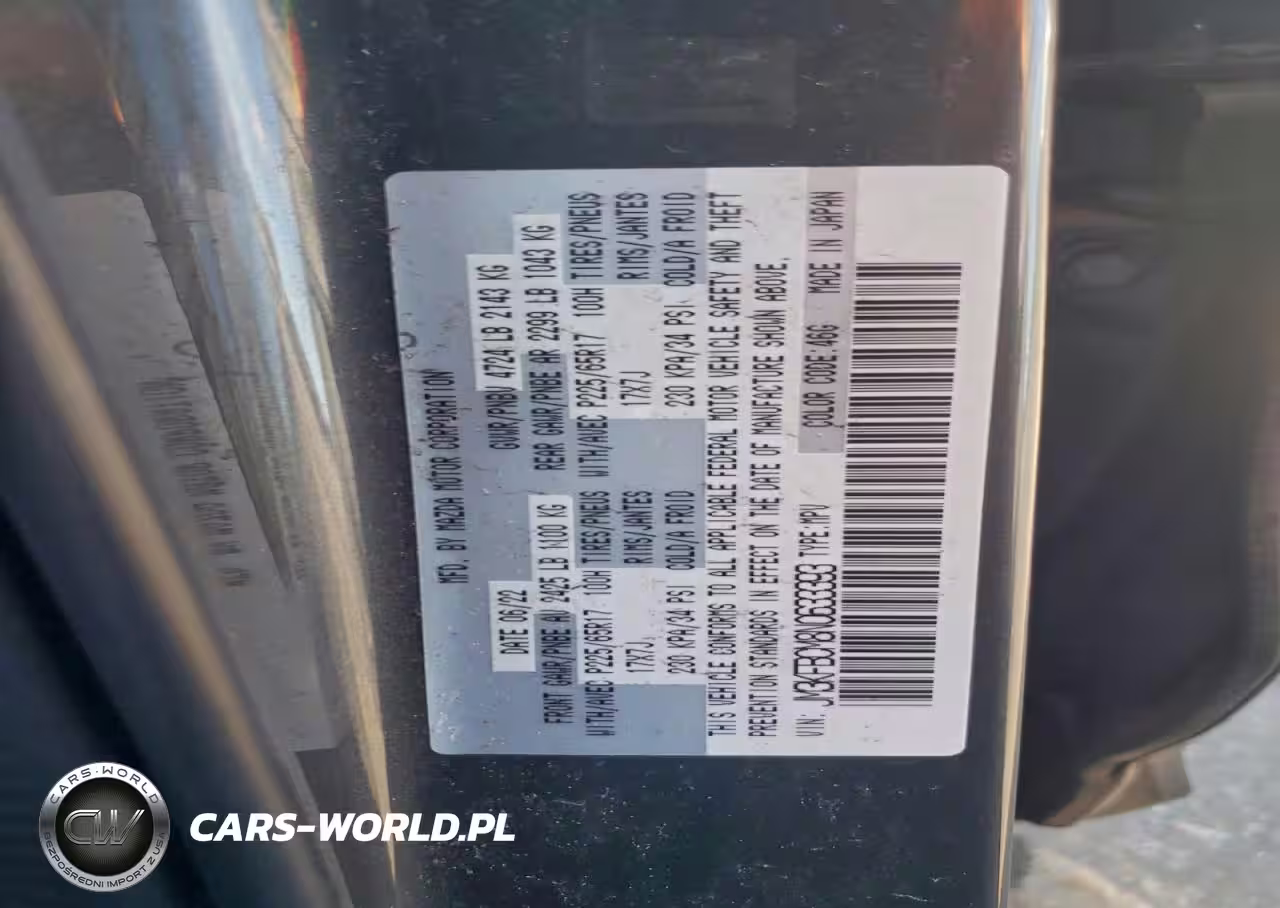 MFD. BY MAZDA MOTOR CORPORATION
DATE 06/22 GVWR/PNBV 4724 LB 2143 KG
FRONT GAWR/PNBE AV 2425 LB 1100 KG REAR GAWR/PNBE AR 2299 LB 1043 KG
WITH/AVEC P225/65R17 100H TIRES/PNEUS WITH/AVEC P225/65R17 100H TIRES/PNEUS
17X7J RIMS/JANTES 17X7J RIMS/JANTES
230 KPA/34 PSI COLD/A FROID 230 KPA/34 PSI COLD/A FROID
THIS VEHICLE CONFORMS TO ALL APPLICABLE FEDERAL MOTOR VEHICLE SAFETY AND THEFT
PREVENTION STANDARDS IN EFFECT ON THE DATE OF MANUFACTURE SHOWN ABOVE.
VIN: JM3KFBCM8N0633393 TYPE:MPV COLOR CODE:46G MADE IN JAPAN
CARS-WORLD
CW
BEZPOŚREDNI IMPORT Z USA
CARS-WORLD.PL